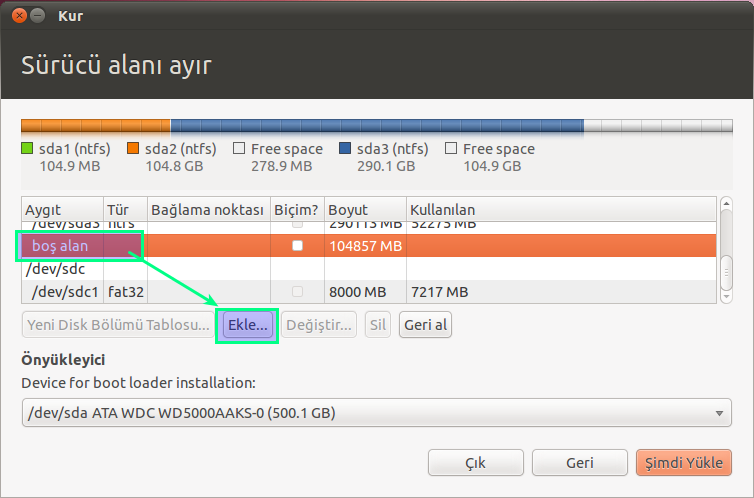 Kur
Sürücü alanı ayır
sda1 (ntfs) sda2 (ntfs) Free space sda3 (ntfs) Free space
104.9 MB 104.8 GB 278.9 MB 290.1 GB 104.9 GB
Aygıt Tür Bağlama noktası Biçim? Boyut Kullanılan
/dev/sda3 ntfs 290113 MB 52275 MB
boş alan 104857 MB
/dev/sdc
/dev/sdc1 fat32 8000 MB 7217 MB
Yeni Disk Bölümü Tablosu... Ekle... Değiştir... Sil Geri al
Önyükleyici
Device for boot loader installation:
/dev/sda ATA WDC WD5000AAKS-0 (500.1 GB)
Çık Geri Şimdi Yükle